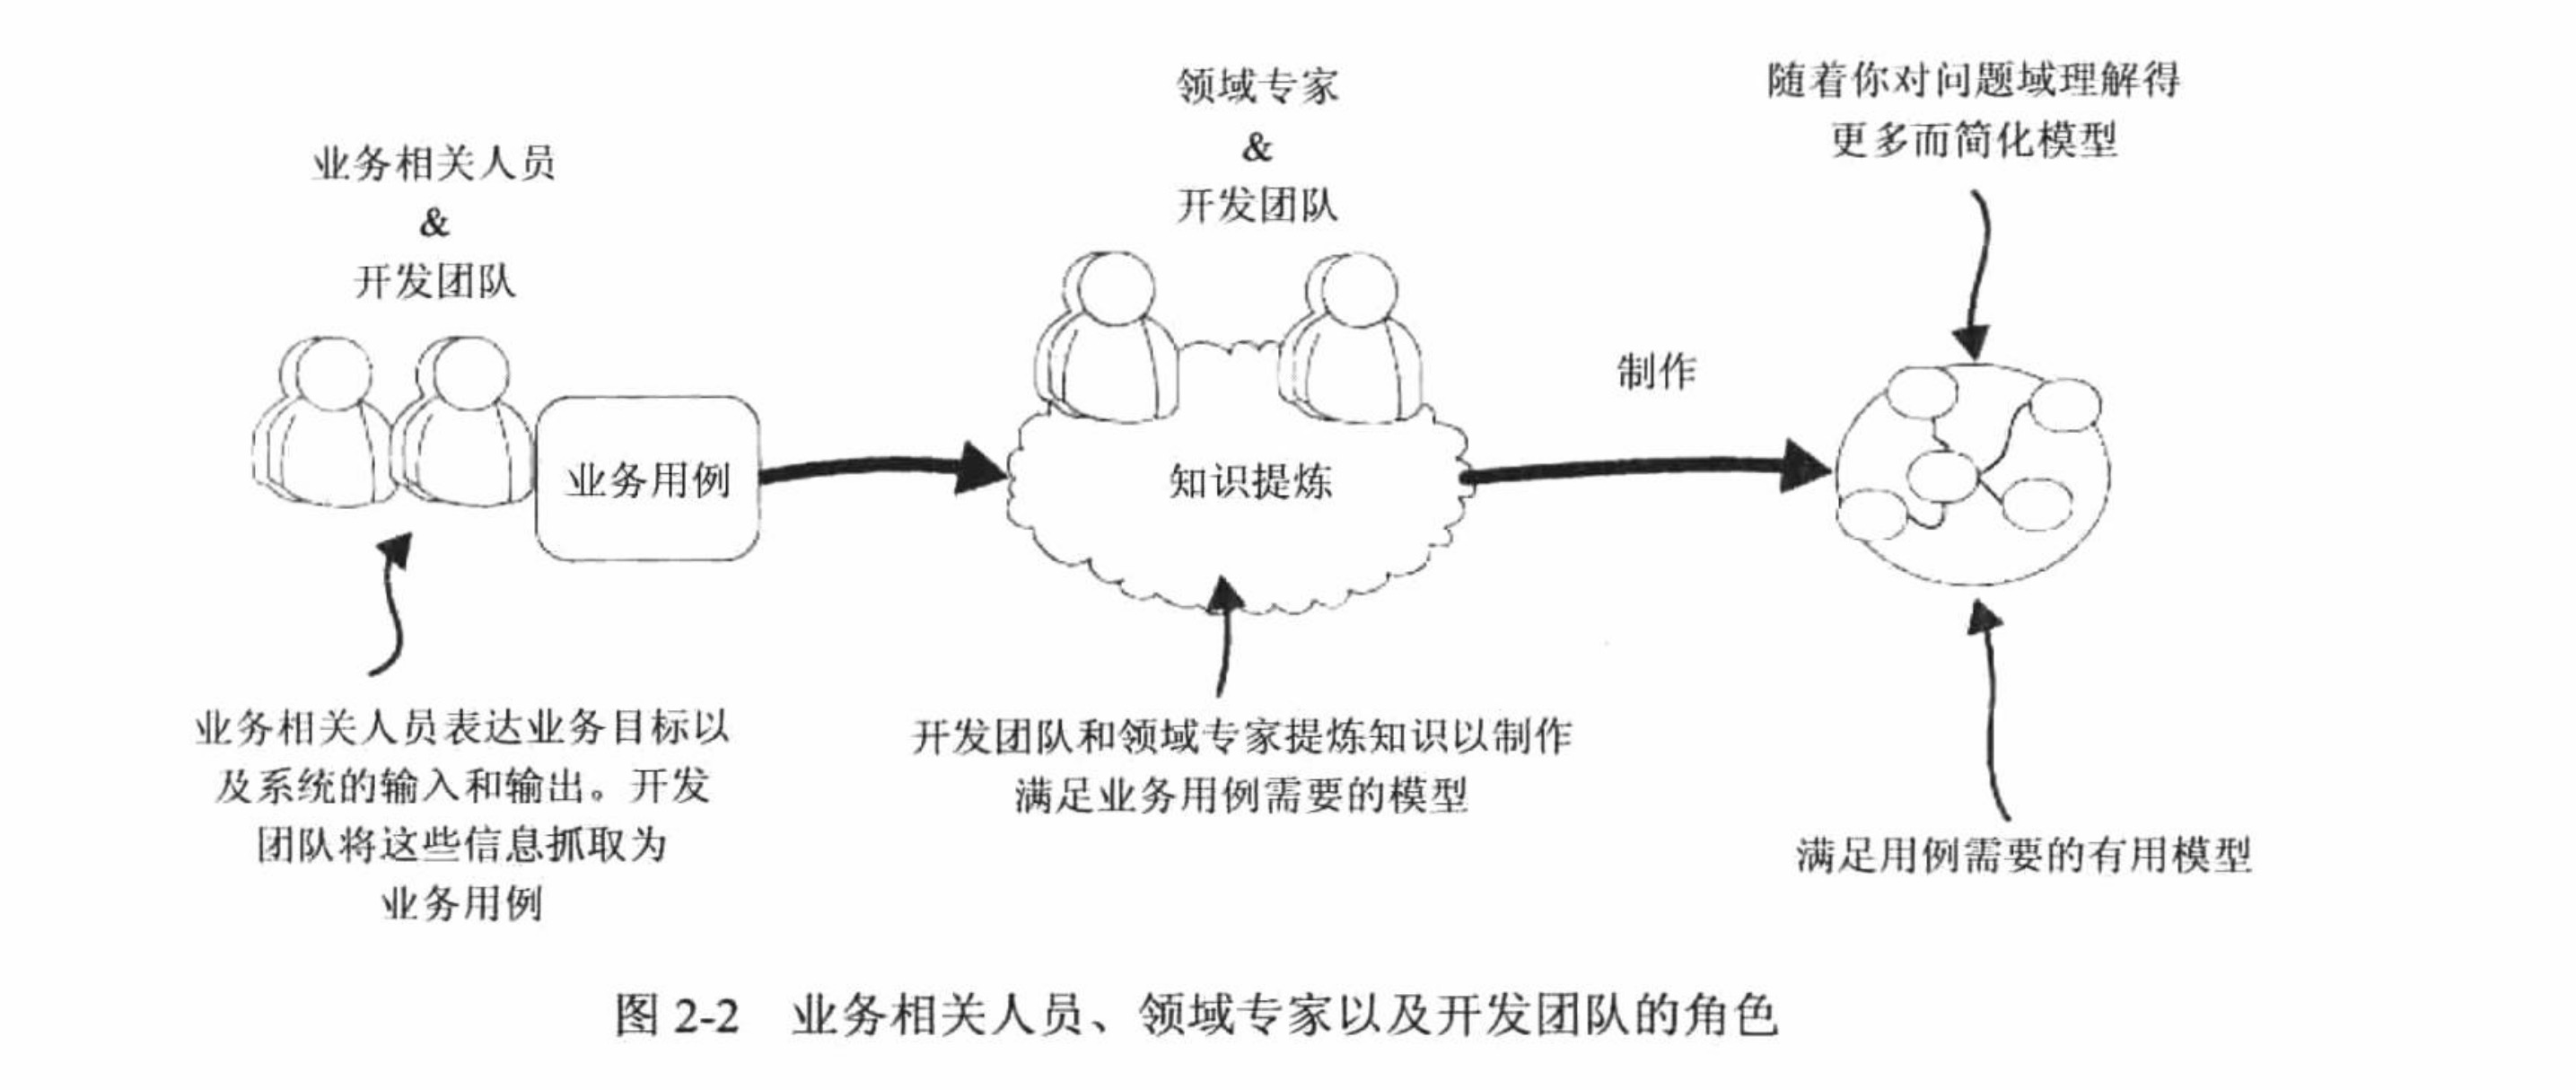 业务相关人员
&
开发团队
业务用例
业务相关人员表达业务目标以
及系统的输入和输出。开发
团队将这些信息抓取为
业务用例
领域专家
&
开发团队
知识提炼
开发团队和领域专家提炼知识以制作
满足业务用例需要的模型
制作
随着你对问题域理解得
更多而简化模型
满足用例需要的有用模型
图 2-2 业务相关人员、领域专家以及开发团队的角色